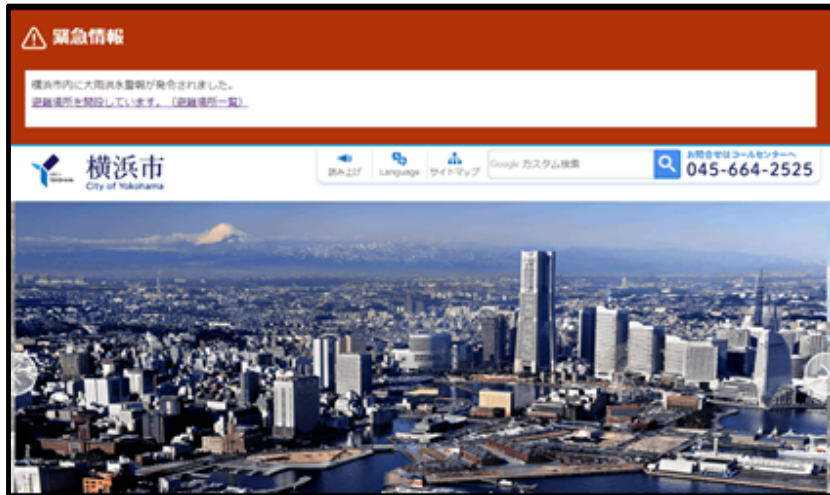 緊急情報
横浜市内に大雨洪水警報が発令されました。
避難場所を開設しています。（避難場所一覧）
横浜市
City of Yokohama
読み上げ
Language
サイトマップ
Google カスタム検索
お問合せはコールセンターへ
045-664-2525